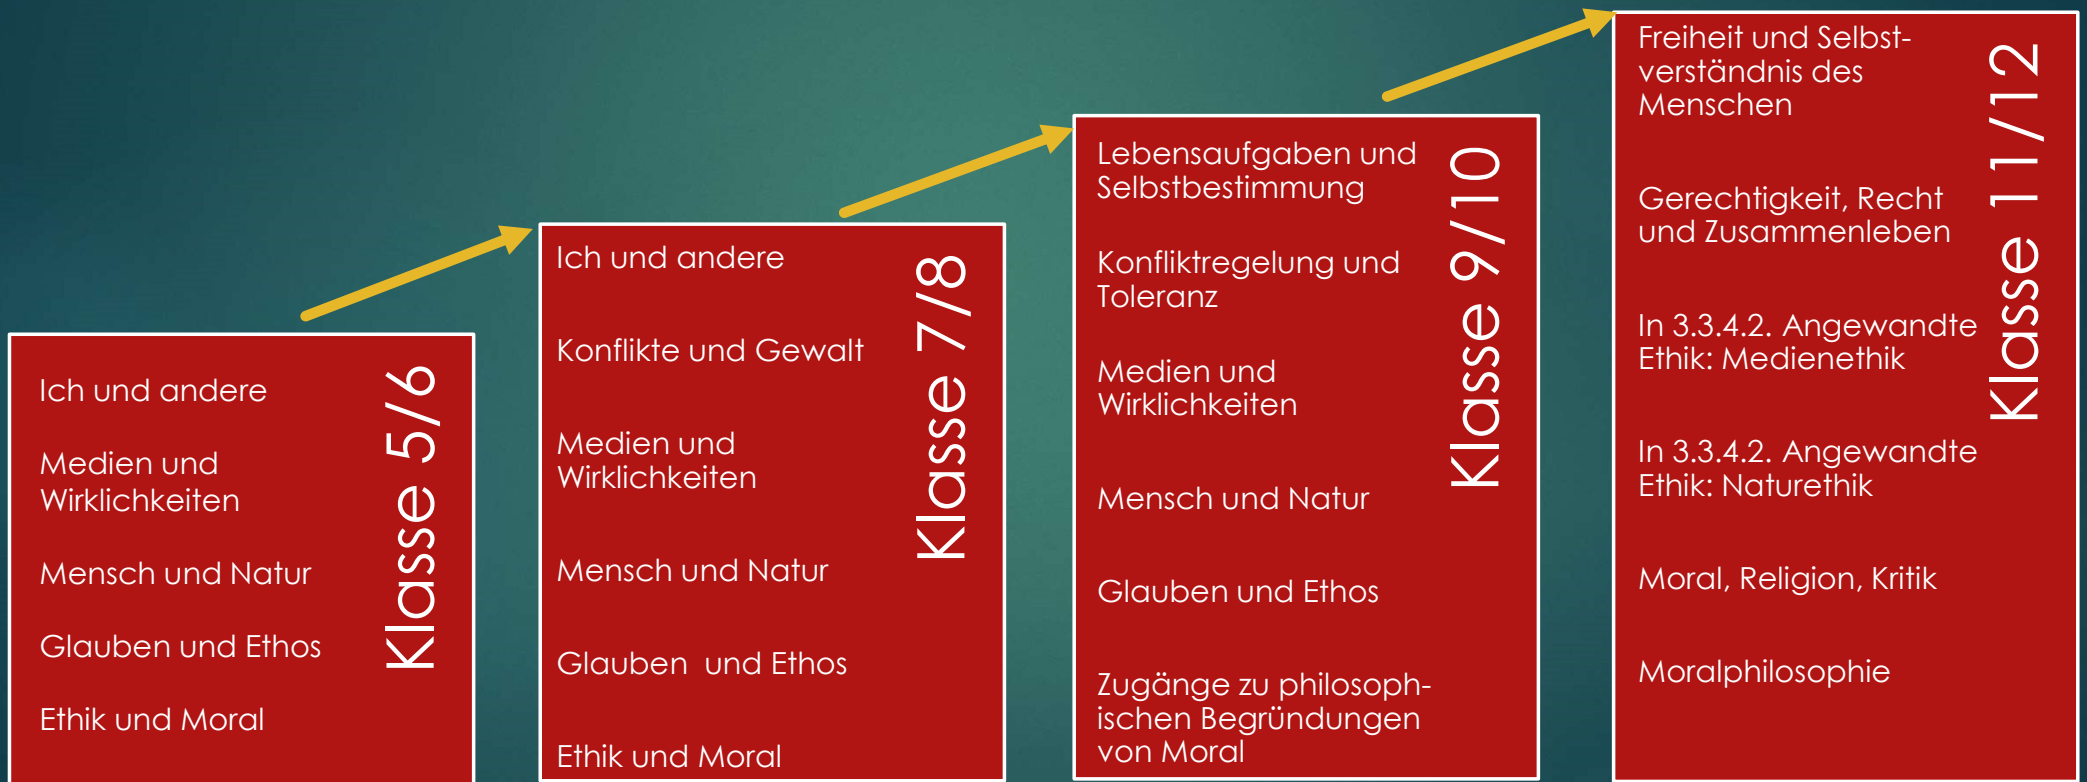 Ich und andere
Medien und
Wirklichkeiten
Mensch und Natur
Glauben und Ethos
Ethik und Moral
Klasse 5/6
Ich und andere
Konflikte und Gewalt
Medien und
Wirklichkeiten
Mensch und Natur
Glauben  und Ethos
Ethik und Moral
Klasse 7/8
Lebensaufgaben und
Selbstbestimmung
Konfliktregelung und
Toleranz
Medien und
Wirklichkeiten
Mensch und Natur
Glauben und Ethos
Zugänge zu philosoph-
ischen Begründungen
von Moral
Klasse 9/10
Freiheit und Selbst-
verständnis des
Menschen
Gerechtigkeit, Recht
und Zusammenleben
In 3.3.4.2. Angewandte
Ethik: Medienethik
In 3.3.4.2. Angewandte
Ethik: Naturethik
Moral, Religion, Kritik
Moralphilosophie
Klasse 11/12